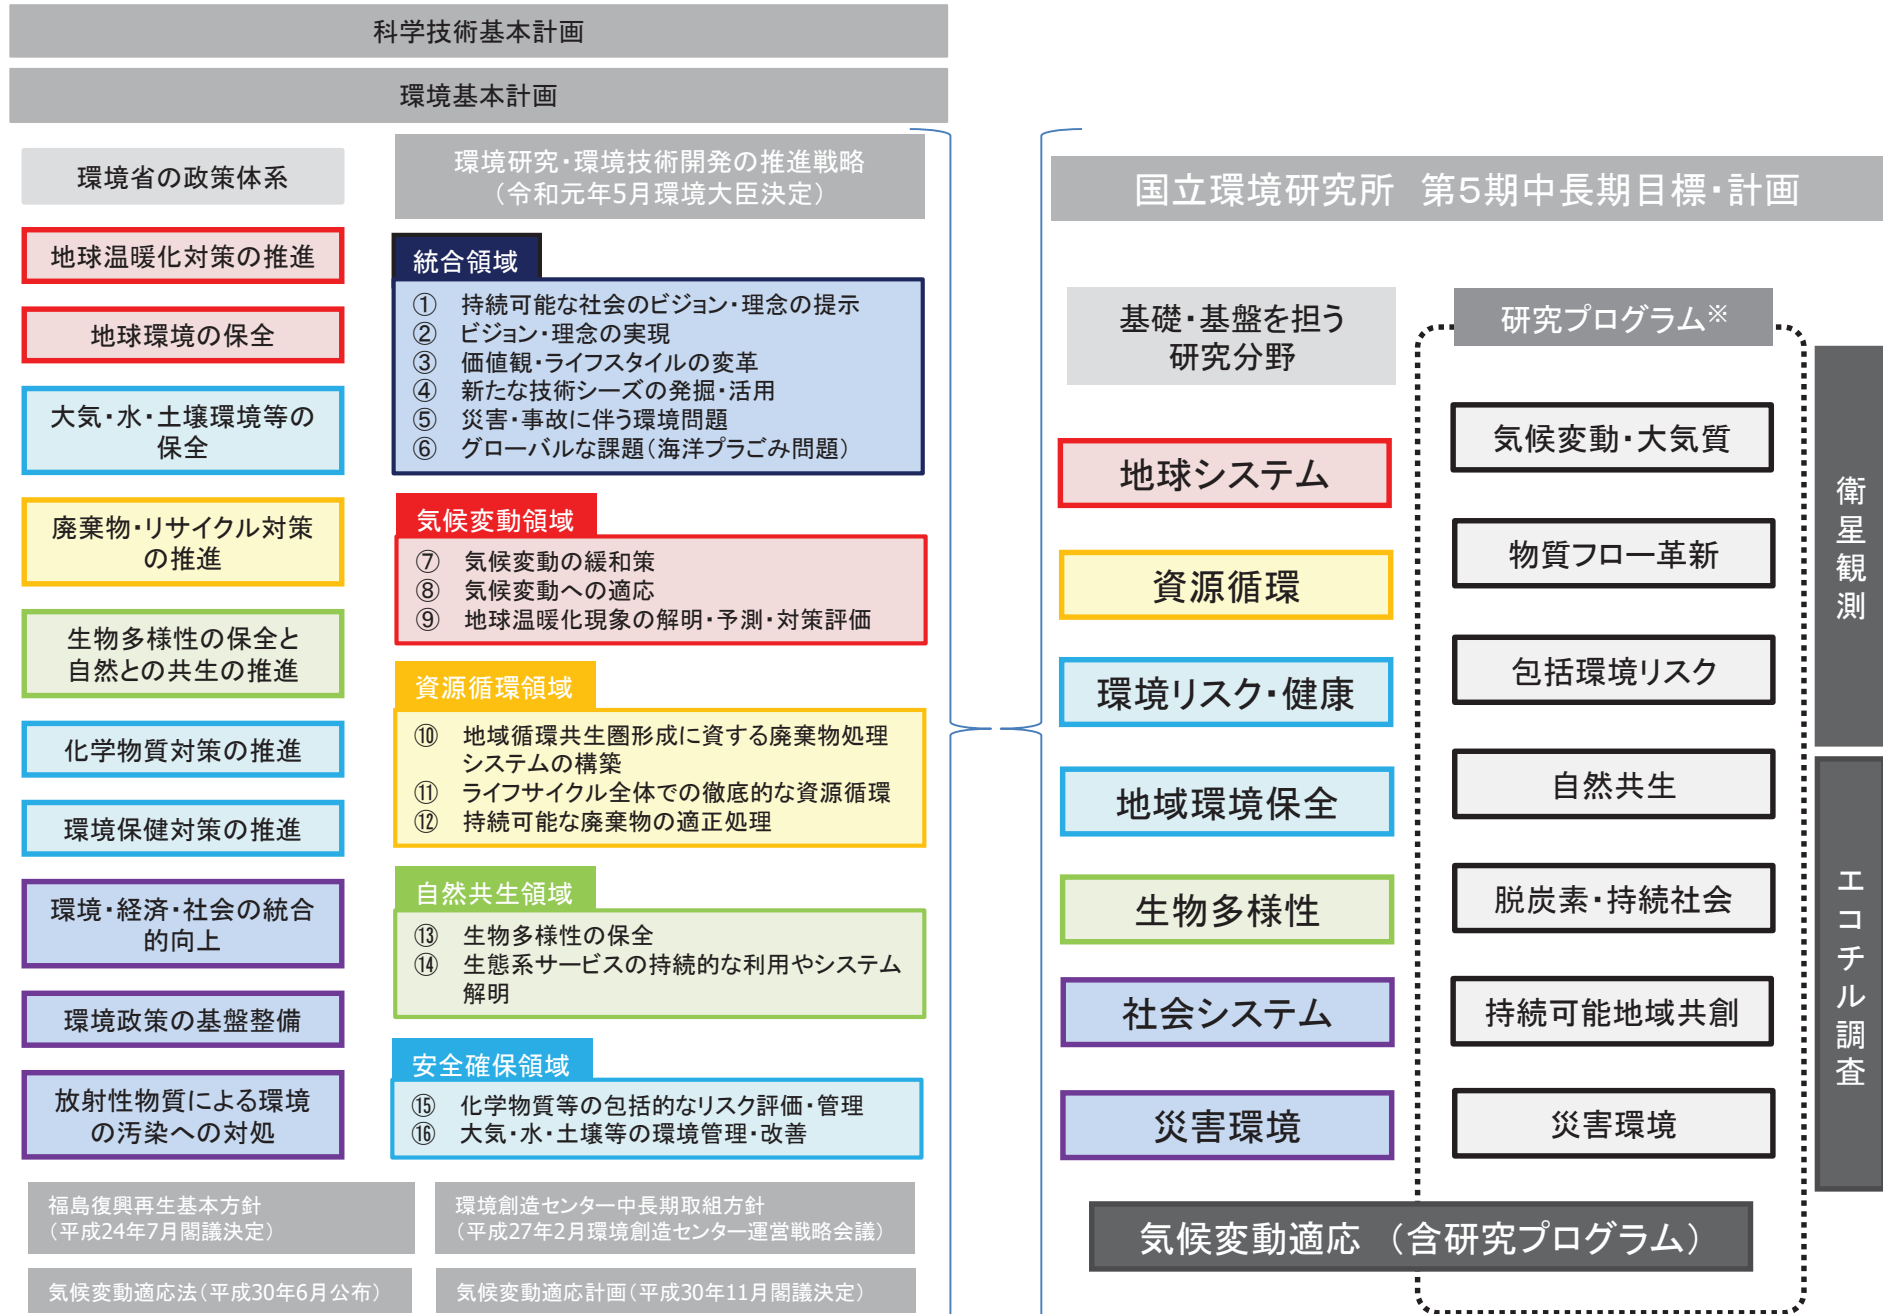 科学技術基本計画
環境基本計画
環境省の政策体系
地球温暖化対策の推進
地球環境の保全
大気・水・土壌環境等の
保全
廃棄物・リサイクル対策
の推進
生物多様性の保全と
自然との共生の推進
化学物質対策の推進
環境保健対策の推進
環境・経済・社会の統合
的向上
環境政策の基盤整備
放射性物質による環境
の汚染への対処
環境研究・環境技術開発の推進戦略
（令和元年5月環境大臣決定）
統合領域
① 持続可能な社会のビジョン・理念の提示
② ビジョン・理念の実現
③ 価値観・ライフスタイルの変革
④ 新たな技術シーズの発掘・活用
⑤ 災害・事故に伴う環境問題
⑥ グローバルな課題（海洋プラごみ問題）
気候変動領域
⑦ 気候変動の緩和策
⑧ 気候変動への適応
⑨ 地球温暖化現象の解明・予測・対策評価
資源循環領域
⑩ 地域循環共生圏形成に資する廃棄物処理
システムの構築
⑪ ライフサイクル全体での徹底的な資源循環
⑫ 持続可能な廃棄物の適正処理
自然共生領域
⑬ 生物多様性の保全
⑭ 生態系サービスの持続的な利用やシステム
解明
安全確保領域
⑮ 化学物質等の包括的なリスク評価・管理
⑯ 大気・水・土壌等の環境管理・改善
福島復興再生基本方針
（平成24年7月閣議決定）
環境創造センター中長期取組方針
（平成27年2月環境創造センター運営戦略会議）
気候変動適応法（平成30年6月公布）
気候変動適応計画（平成30年11月閣議決定）
国立環境研究所 第5期中長期目標・計画
基礎・基盤を担う
研究分野
地球システム
資源循環
環境リスク・健康
地域環境保全
生物多様性
社会システム
災害環境
研究プログラム※
気候変動・大気質
物質フロー革新
包括環境リスク
自然共生
脱炭素・持続社会
持続可能地域共創
災害環境
気候変動適応 （含研究プログラム）
衛星観測
エコチル調査